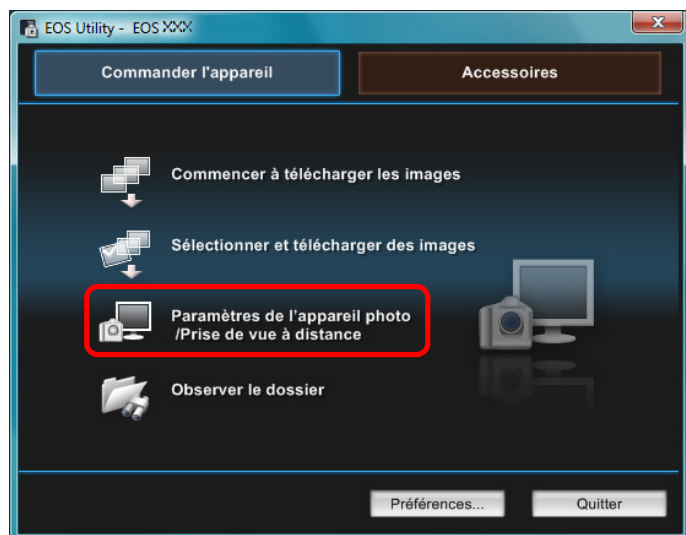 EOS Utility - EOS XXX
Commander l'appareil
Accessoires
Commencer à télécharger les images
Sélectionner et télécharger des images
Paramètres de l'appareil photo
/Prise de vue à distance
Observer le dossier
Préférences...
Quitter